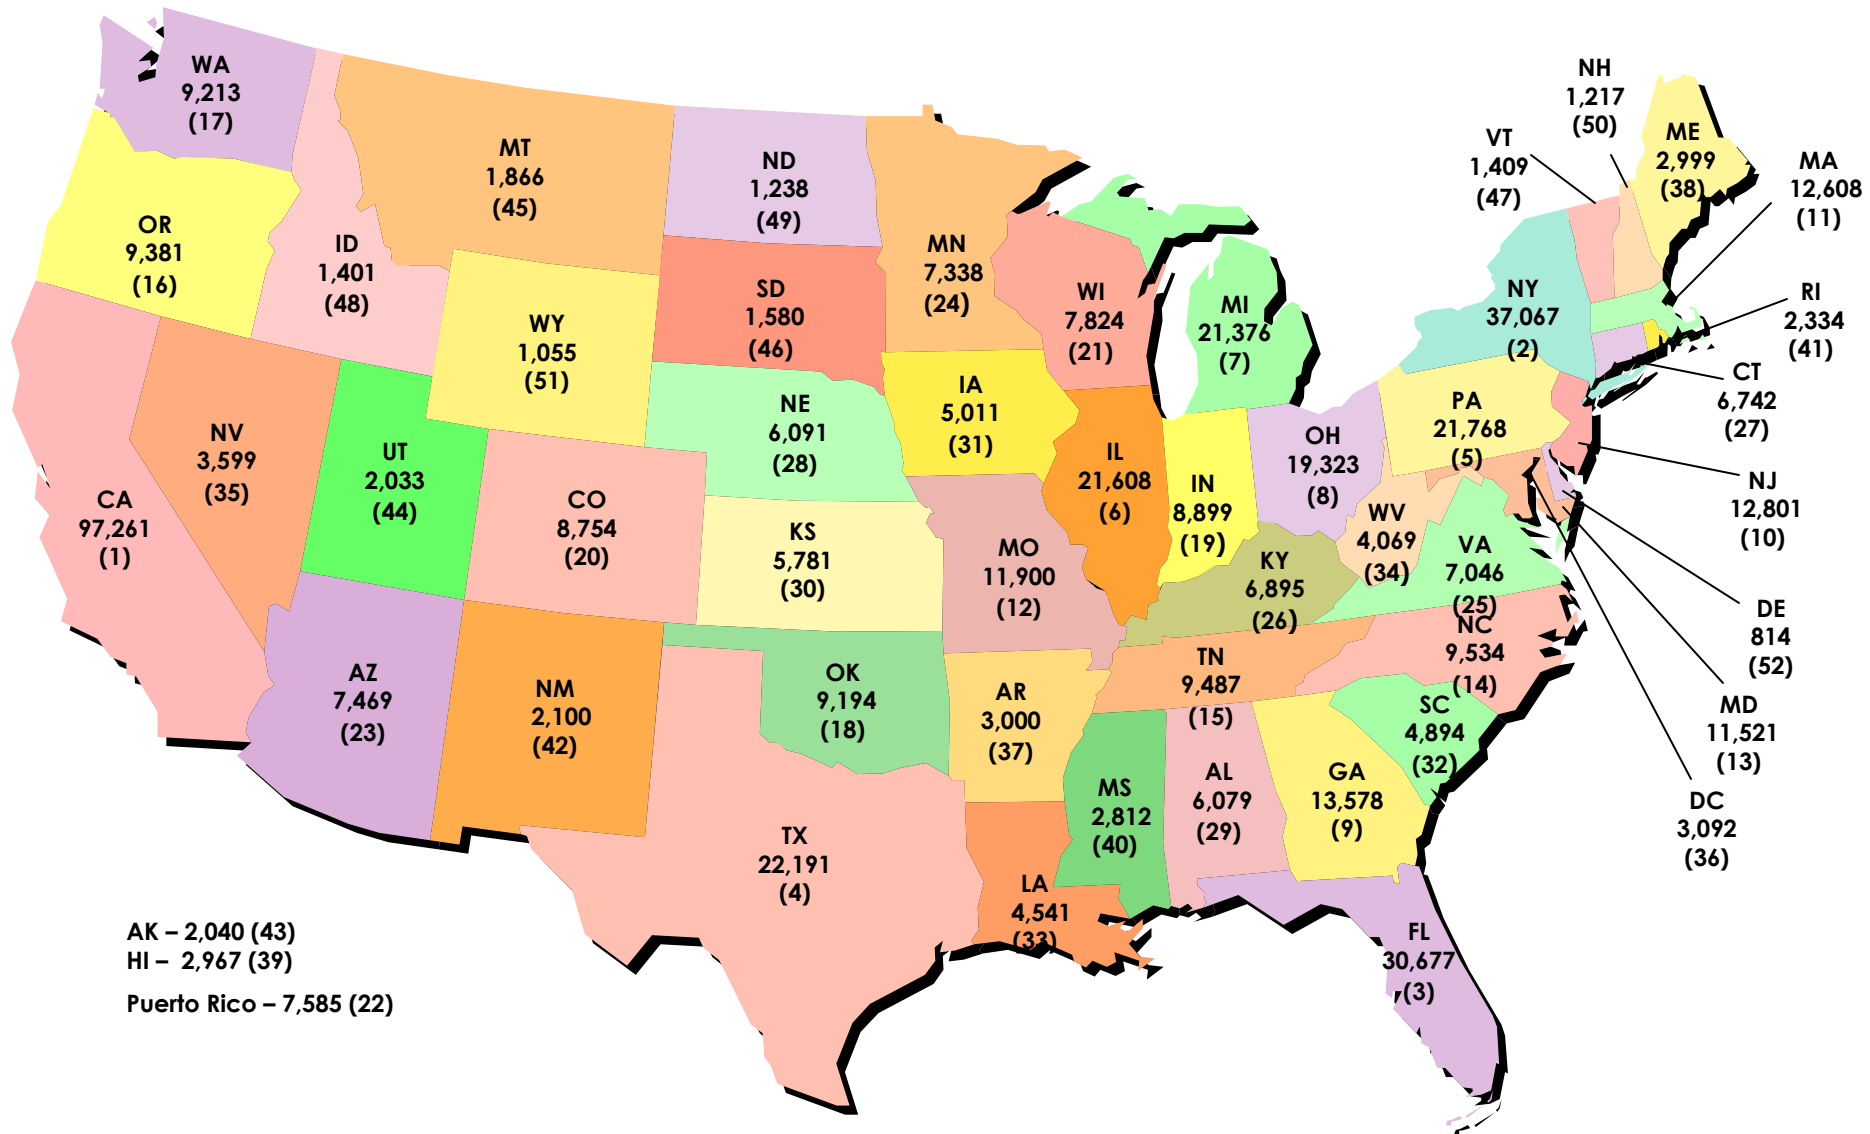 WA
9,213
(17)
OR
9,381
(16)
CA
97,261
(1)
ID
1,401
(48)
NV
3,599
(35)
MT
1,866
(45)
WY
1,055
(51)
UT
2,033
(44)
AZ
7,469
(23)
CO
8,754
(20)
NM
2,100
(42)
ND
1,238
(49)
SD
1,580
(46)
NE
6,091
(28)
KS
5,781
(30)
OK
9,194
(18)
TX
22,191
(4)
MN
7,338
(24)
IA
5,011
(31)
MO
11,900
(12)
AR
3,000
(37)
LA
4,541
(33)
WI
7,824
(21)
IL
21,608
(6)
MI
21,376
(7)
IN
8,899
(19)
OH
19,323
(8)
KY
6,895
(26)
TN
9,487
(15)
MS
2,812
(40)
AL
6,079
(29)
GA
13,578
(9)
FL
30,677
(3)
SC
4,894
(32)
NC
9,534
(14)
VA
7,046
(25)
WV
4,069
(34)
PA
21,768
(5)
NY
37,067
(2)
VT
1,409
(47)
NH
1,217
(50)
ME
2,999
(38)
MA
12,608
(11)
RI
2,334
(41)
CT
6,742
(27)
NJ
12,801
(10)
DE
814
(52)
MD
11,521
(13)
DC
3,092
(36)
AK – 2,040 (43)
HI – 2,967 (39)
Puerto Rico – 7,585 (22)